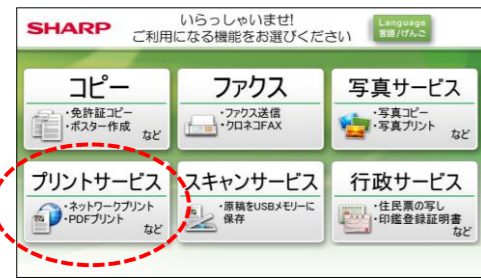 SHARP
いらっしゃいませ!
ご利用になる機能をお選びください
Language
言語/げんご
コピー
・免許証コピー
・ポスター作成 など
ファクス
・ファクス送信
・クロネコFAX
写真サービス
・写真コピー
・写真プリント など
プリントサービス
・ネットワークプリント
・PDFプリント
など
スキャンサービス
・原稿をUSBメモリーに
保存
行政サービス
・住民票の写し
・印鑑登録証明書
など